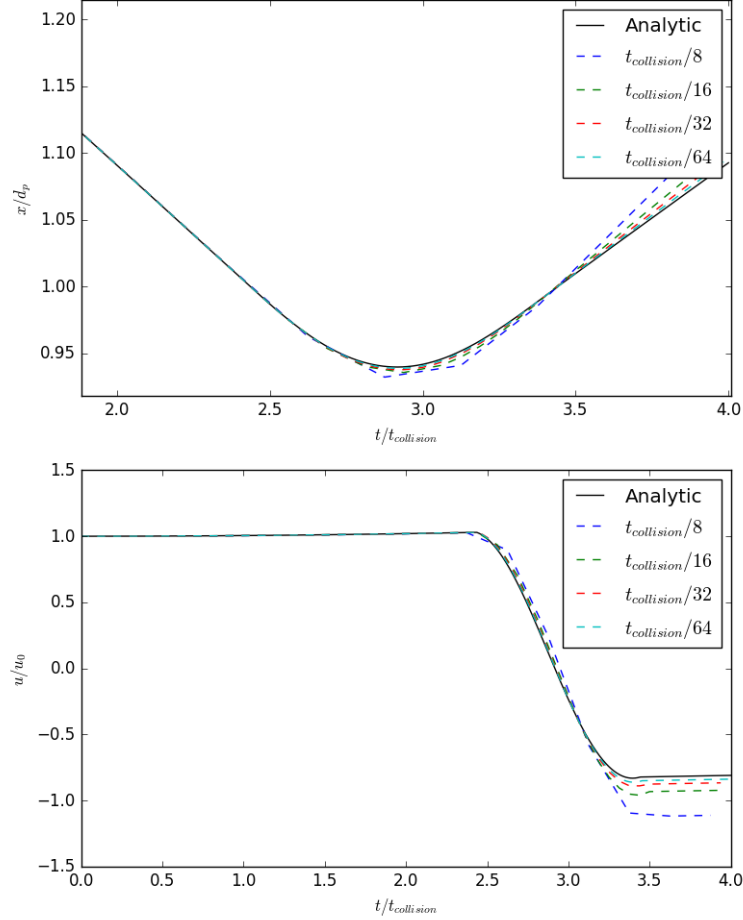 1.20
1.15
1.10
1.05
1.00
0.95
x/d_p
2.0 2.5 3.0 3.5 4.0
t/t_collision
Analytic
t_collision/8
t_collision/16
t_collision/32
t_collision/64
1.5
1.0
0.5
0.0
−0.5
−1.0
−1.5
u/u_0
0.0 0.5 1.0 1.5 2.0 2.5 3.0 3.5 4.0
t/t_collision
Analytic
t_collision/8
t_collision/16
t_collision/32
t_collision/64